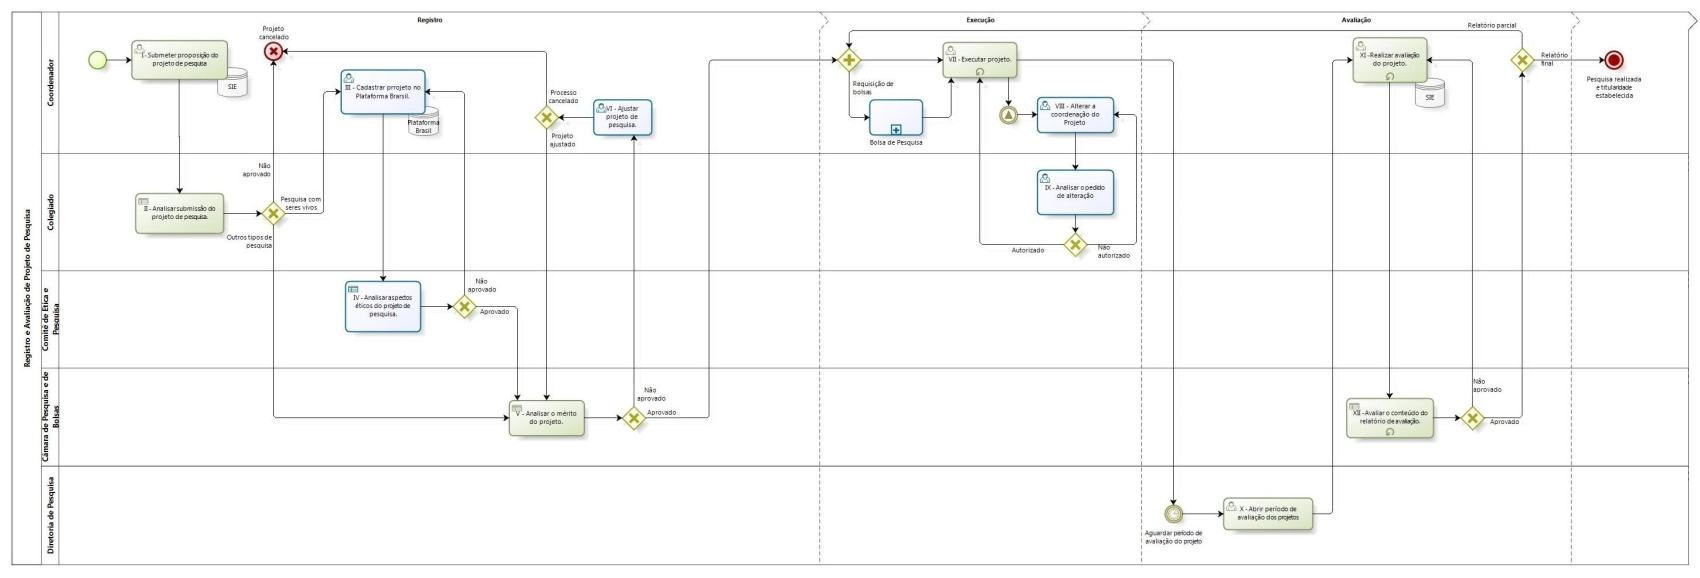 Registro e Avaliação de Projeto de Pesquisa
Registro
Execução
Avaliação
Coordenador
Colegiado
Comitê de Ética e
Pesquisa
Câmara de Pesquisa e de
Bolsas
Diretoria de Pesquisa
I - Submeter proposição do
projeto de pesquisa
SIE
Projeto
cancelado
III - Cadastrar projeto no
Plataforma Brasil.
Plataforma
Brasil
Processo
cancelado
Projeto
ajustado
VI - Ajustar
projeto de
pesquisa.
Não
aprovado
II - Analisar submissão do
projeto de pesquisa.
Pesquisa com
seres vivos
Outros tipos de
pesquisa
IV - Analisar aspectos
éticos do projeto de
pesquisa.
Não
aprovado
Aprovado
V - Analisar o mérito
do projeto.
Não
aprovado
Aprovado
Requisição de
bolsas
Bolsa de Pesquisa
VII - Executar projeto.
VIII - Alterar a
coordenação do
Projeto
IX - Analisar o pedido
de alteração
Autorizado
Não
autorizado
Aguardar período de
avaliação do projeto
X - Abrir período de
avaliação dos projetos
XI - Realizar avaliação
do projeto.
SIE
XII - Avaliar o conteúdo do
relatório de avaliação.
Não
aprovado
Aprovado
Relatório parcial
Relatório
final
Pesquisa realizada
e titularidade
estabelecida